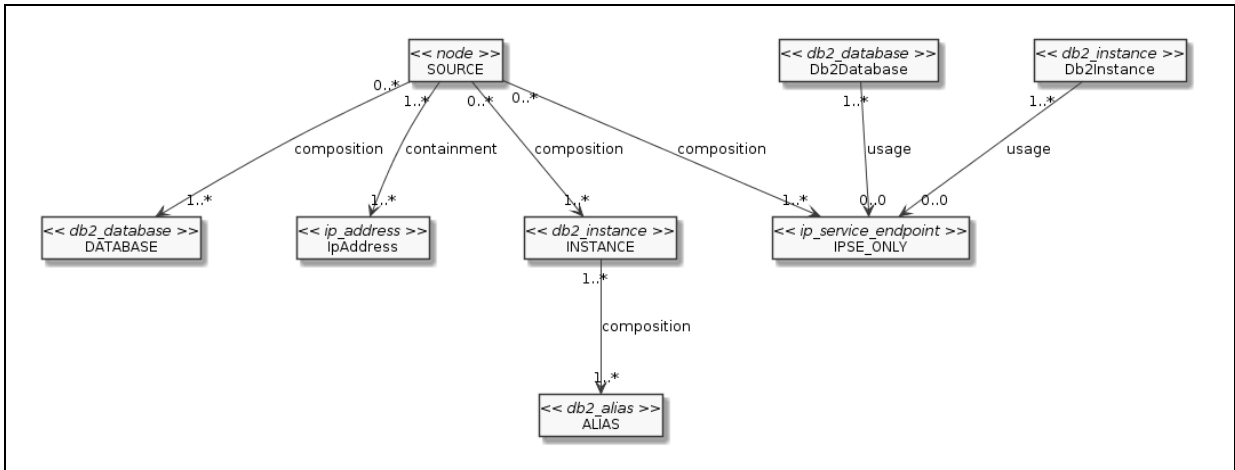 << node >>
SOURCE
<< db2_database >>
Db2Database
<< db2_instance >>
Db2Instance
0..*
1..*
0..*
0..*
1..*
1..*
composition
containment
composition
composition
usage
usage
1..*
1..*
1..*
1..*
0..0
0..0
<< db2_database >>
DATABASE
<< ip_address >>
IpAddress
<< db2_instance >>
INSTANCE
<< ip_service_endpoint >>
IPSE_ONLY
1..*
composition
1..*
<< db2_alias >>
ALIAS